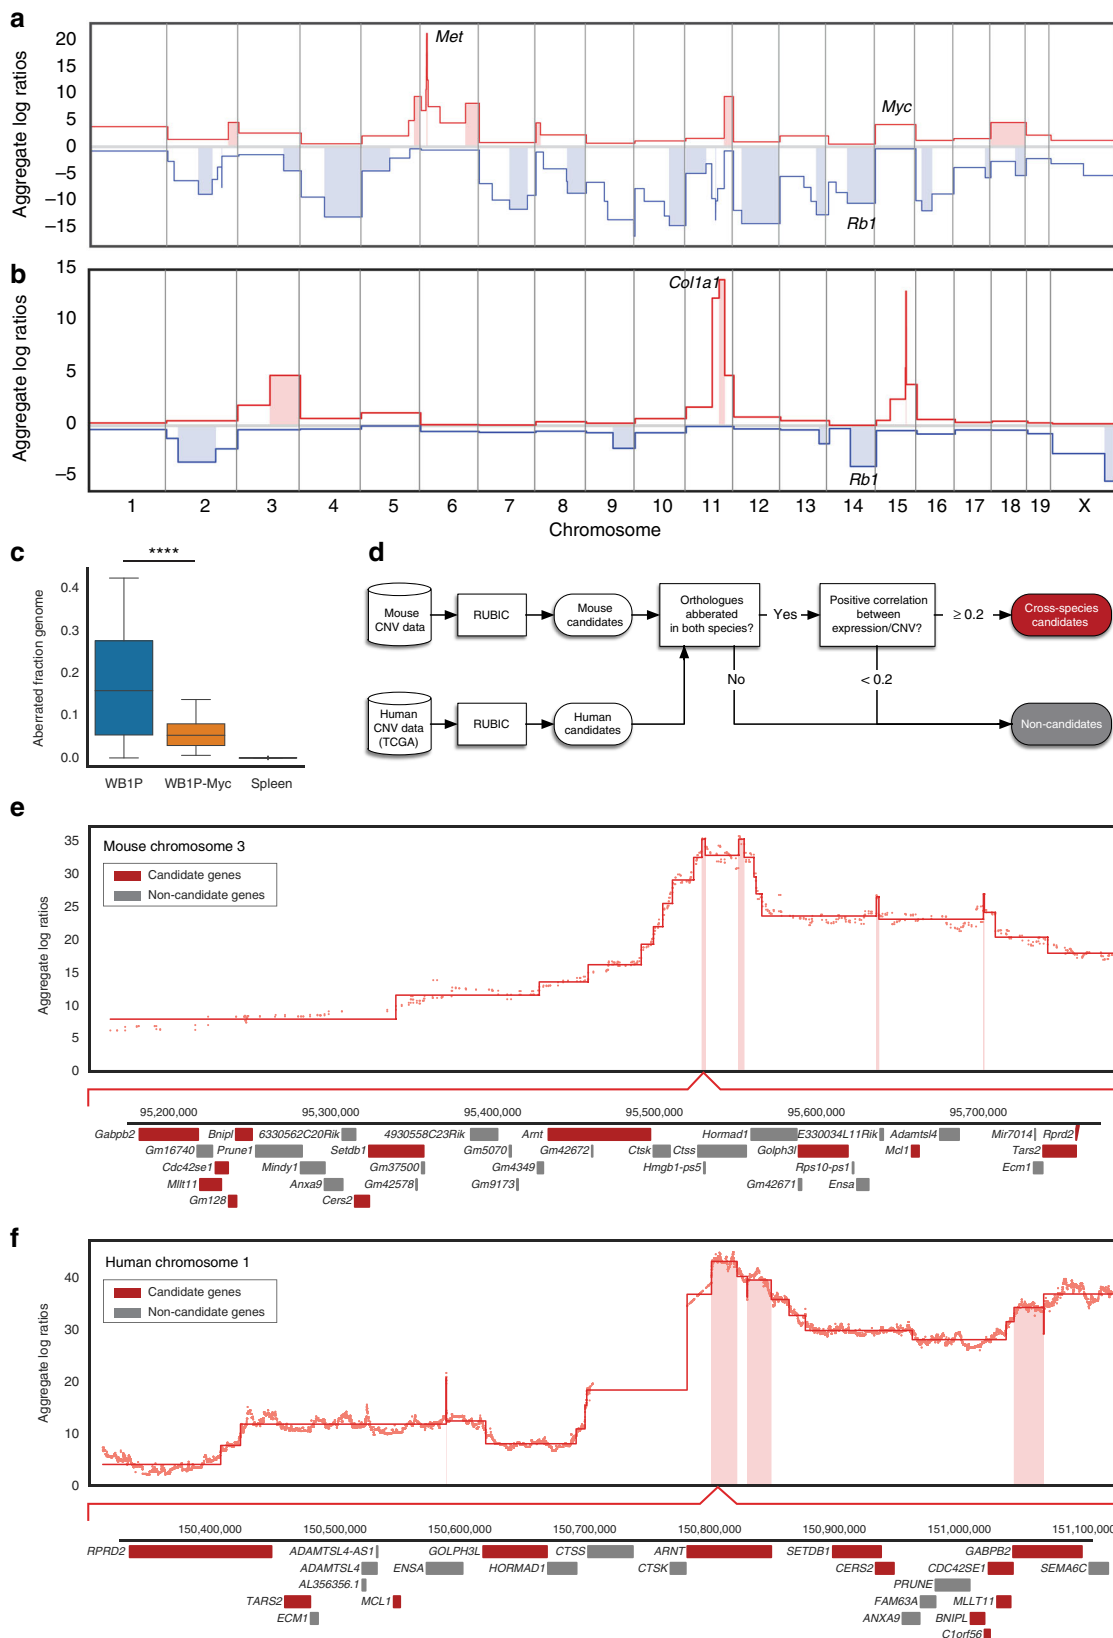 a
Aggregate log ratios
20
15
10
5
0
−5
−10
−15
Met
Myc
Rb1
b
Aggregate log ratios
15
10
5
0
−5
Col1a1
Rb1
1 2 3 4 5 6 7 8 9 10 11 12 13 14 15 16 17 18 19 X
Chromosome
c
Aberrated fraction genome
0.4
0.3
0.2
0.1
0.0
****
WB1P WB1P-Myc Spleen
d
Mouse
CNV data
RUBIC
Mouse
candidates
Orthologues
abberated
in both species?
Yes
Positive correlation
between
expression/CNV?
≥ 0.2
Cross-species
candidates
No
< 0.2
Human
CNV data
(TCGA)
RUBIC
Human
candidates
Non-candidates
e
Aggregate log ratios
35
30
25
20
15
10
5
0
Mouse chromosome 3
Candidate genes
Non-candidate genes
95,200,000 95,300,000 95,400,000 95,500,000 95,600,000 95,700,000
Gabpb2 Bnipl 6330562C20Rik 4930558C23Rik Arnt Hormad1 E330034L11Rik Adamtsl4 Mir7014 Rprd2
Gm16740 Prune1 Setdb1 Gm5070 Gm42672 Ctsk Ctss Golph3l Mcl1 Tars2
Cdc42se1 Mindy1 Gm37500 Gm4349 Hmgb1-ps5 Rps10-ps1 Ecm1
Mllt11 Anxa9 Gm42578 Gm9173 Gm42671 Ensa
Gm128 Cers2
f
Aggregate log ratios
40
30
20
10
0
Human chromosome 1
Candidate genes
Non-candidate genes
150,400,000 150,500,000 150,600,000 150,700,000 150,800,000 150,900,000 151,000,000 151,100,000
RPRD2 ADAMTSL4-AS1 GOLPH3L CTSS ARNT SETDB1 GABPB2
ADAMTSL4 ENSA HORMAD1 CTSK CERS2 CDC42SE1 SEMA6C
AL356356.1 PRUNE
TARS2 MCL1 FAM63A MLLT11
ECM1 ANXA9 BNIPL
C1orf56